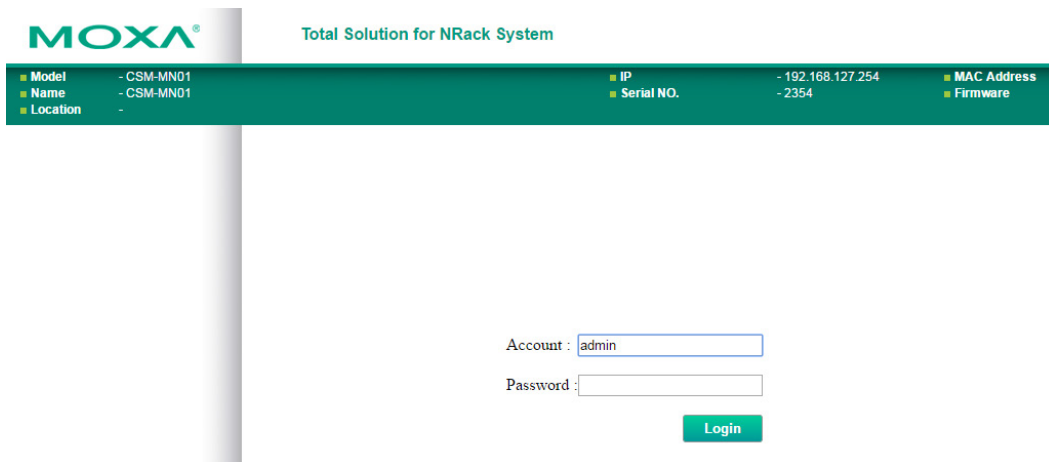 MOXA®
Total Solution for NRack System
Model - CSM-MN01 IP - 192.168.127.254 MAC Address
Name - CSM-MN01 Serial NO. - 2354 Firmware
Location -
Account : admin
Password :
Login